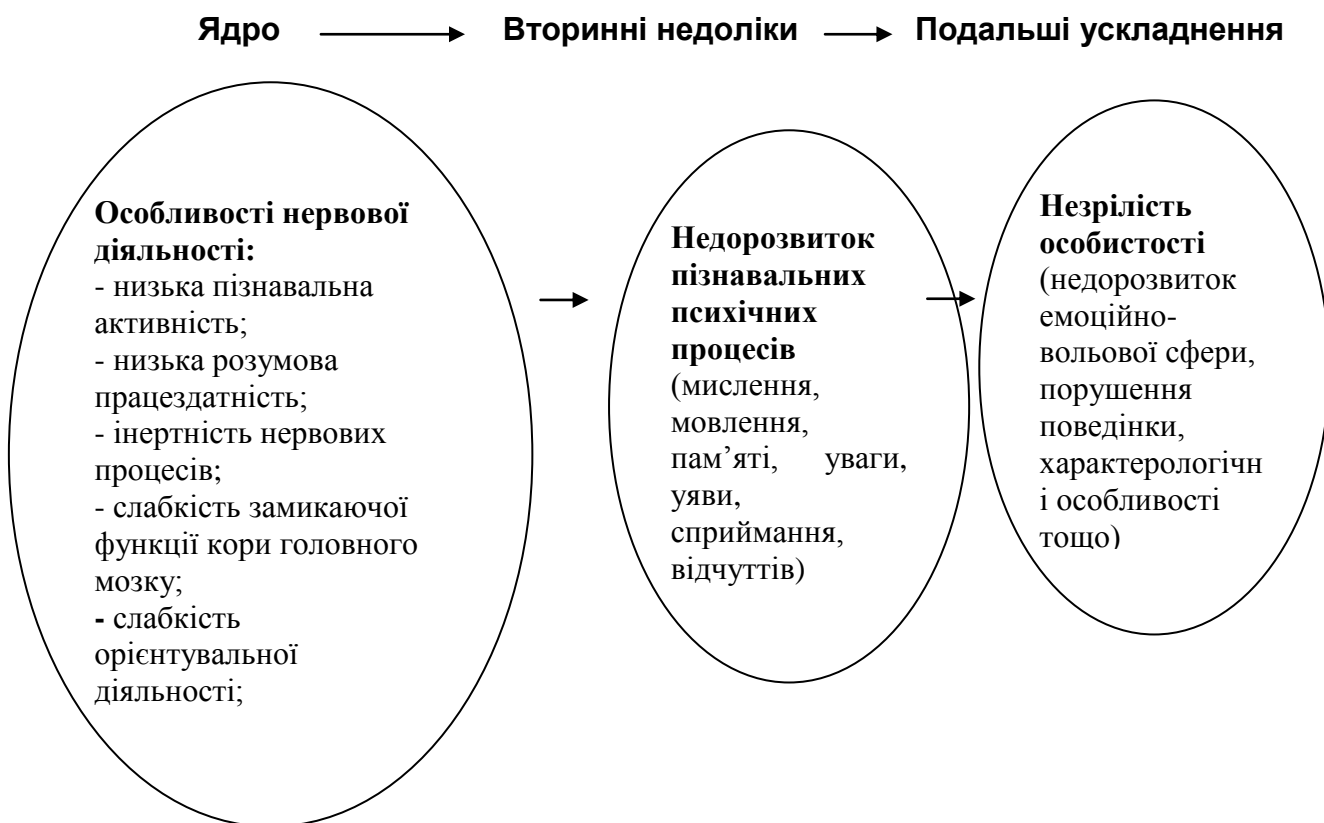 Ядро Вторинні недоліки Подальші ускладнення
Особливості нервової
діяльності:
- низька пізнавальна
активність;
- низька розумова
працездатність;
- інертність нервових
процесів;
- слабкість замикаючої
функції кори головного
мозку;
- слабкість
орієнтувальної
діяльності;
Недорозвиток
пізнавальних
психічних
процесів
(мислення,
мовлення,
пам’яті, уваги,
уяви,
сприймання,
відчуттів)
Незрілість
особистості
(недорозвиток
емоційно-
вольової сфери,
порушення
поведінки,
характерологічн
і особливості
тощо)